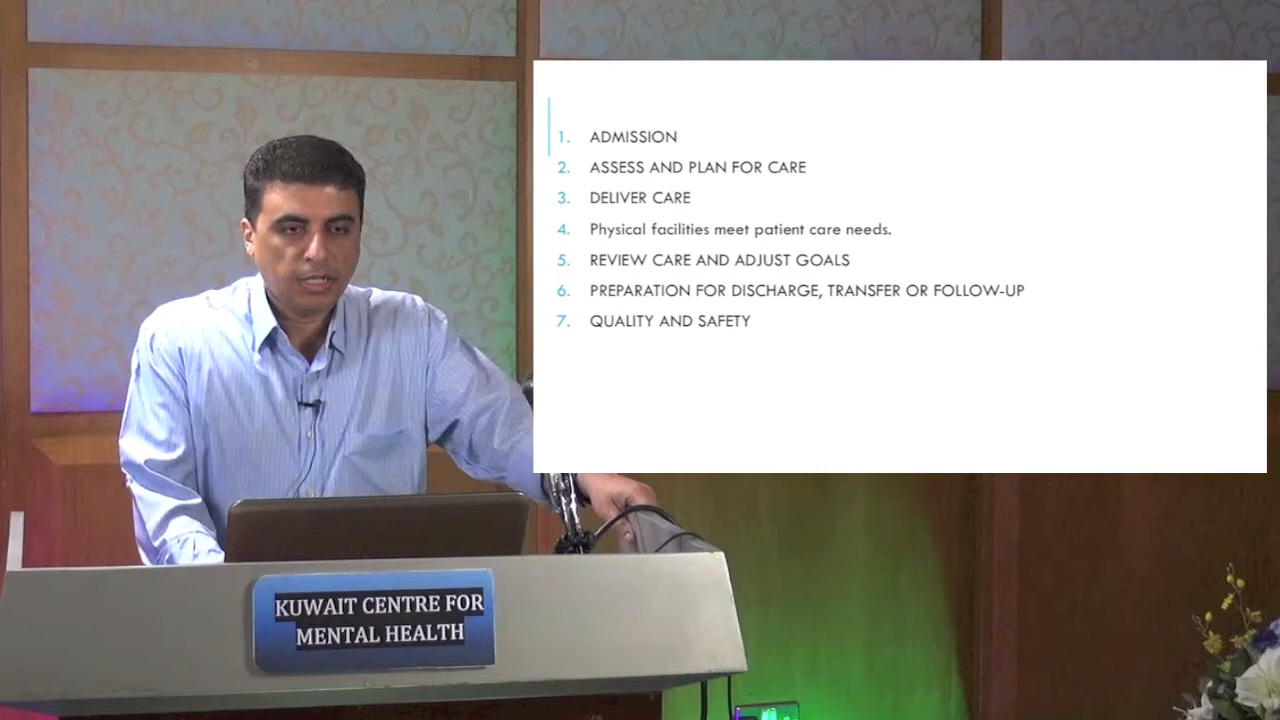 1. ADMISSION
2. ASSESS AND PLAN FOR CARE
3. DELIVER CARE
4. Physical facilities meet patient care needs.
5. REVIEW CARE AND ADJUST GOALS
6. PREPARATION FOR DISCHARGE, TRANSFER OR FOLLOW-UP
7. QUALITY AND SAFETY
KUWAIT CENTRE FOR
MENTAL HEALTH